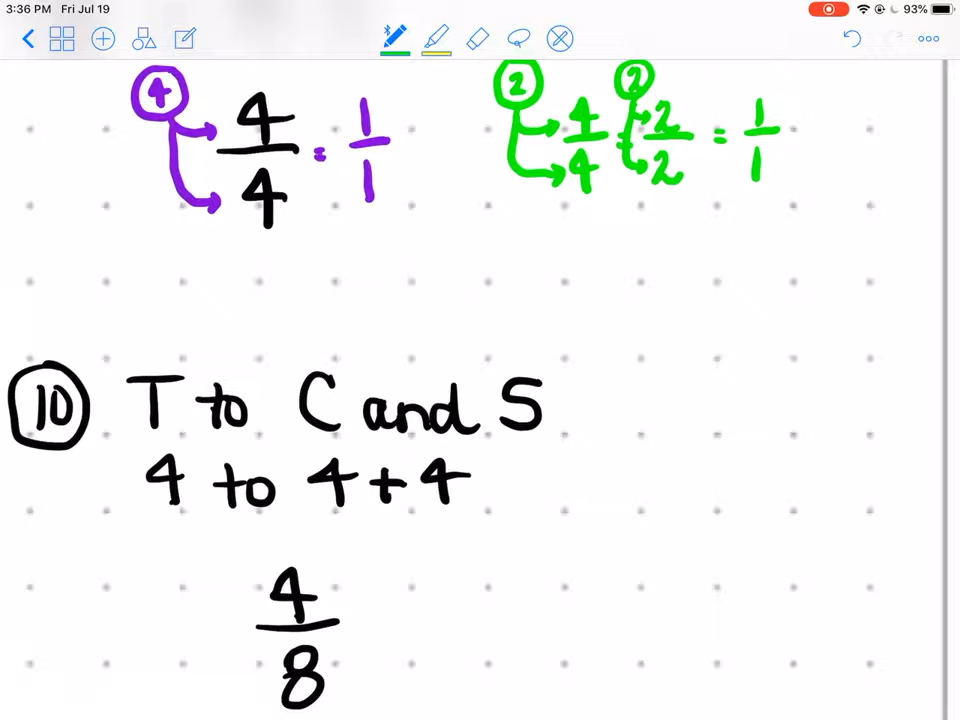 3:36 PM Fri Jul 19 93%
④ 4/4 = 1/1
② 4/4 = ② 2/2 = 1/1
⑩ T to C and S
4 to 4 + 4
4/8